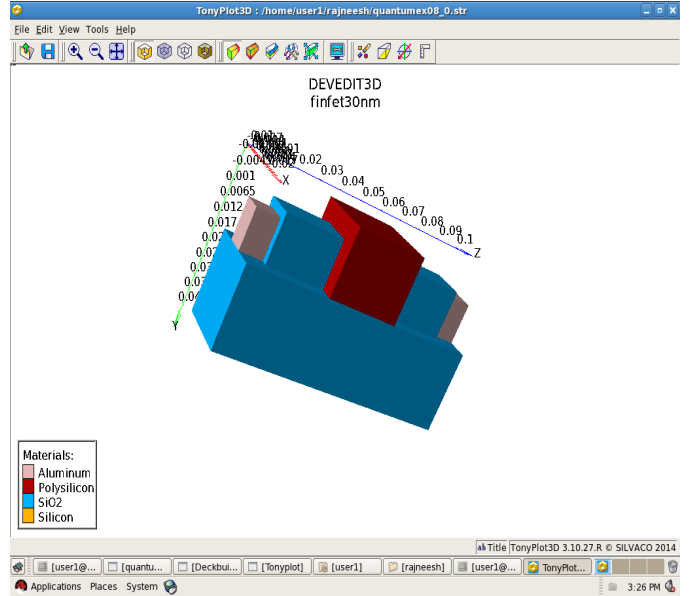 TonyPlot3D : /home/user1/rajneesh/quantumex08_0.str
File Edit View Tools Help
DEVEDIT3D
finfet30nm
0.001
0.0065
0.012
0.017
X
0.02
0.03
0.04
0.05
0.06
0.07
0.08
0.09
0.1
Z
Y
Materials:
Aluminum
Polysilicon
SiO2
Silicon
ab Title TonyPlot3D 3.10.27.R © SILVACO 2014
[user1@... [quantu... [Deckbui... [Tonyplot] [user1] [rajneesh] [user1@... TonyPlot...
Applications Places System 3:26 PM